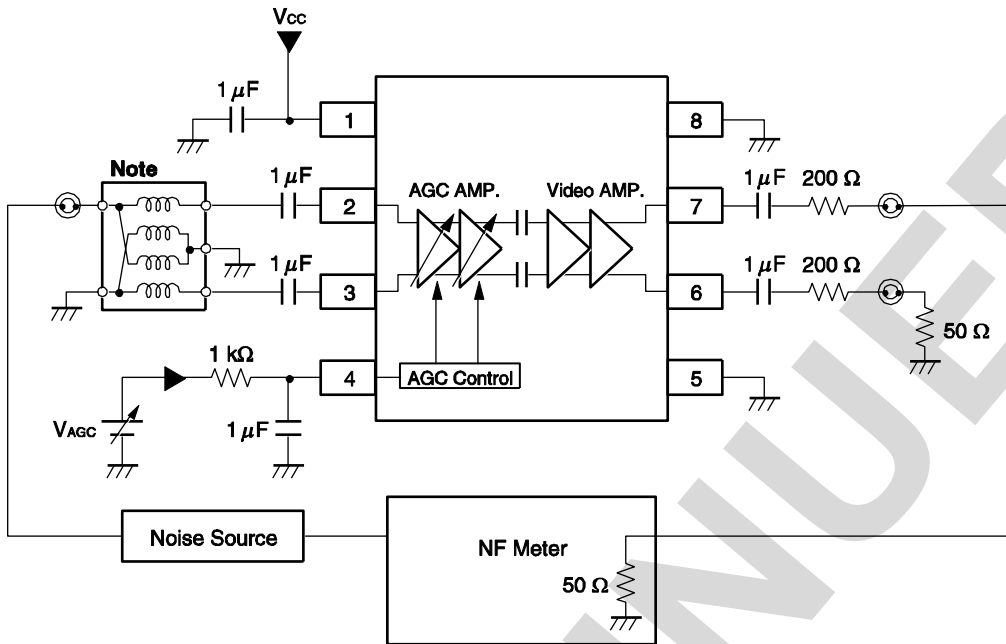 VCC
1 μF
1
8
Note
1 μF
2
AGC AMP.
Video AMP.
7
1 μF
200 Ω
1 μF
3
6
1 μF
200 Ω
50 Ω
1 kΩ
4
AGC Control
5
VAGC
1 μF
Noise Source
NF Meter
50 Ω